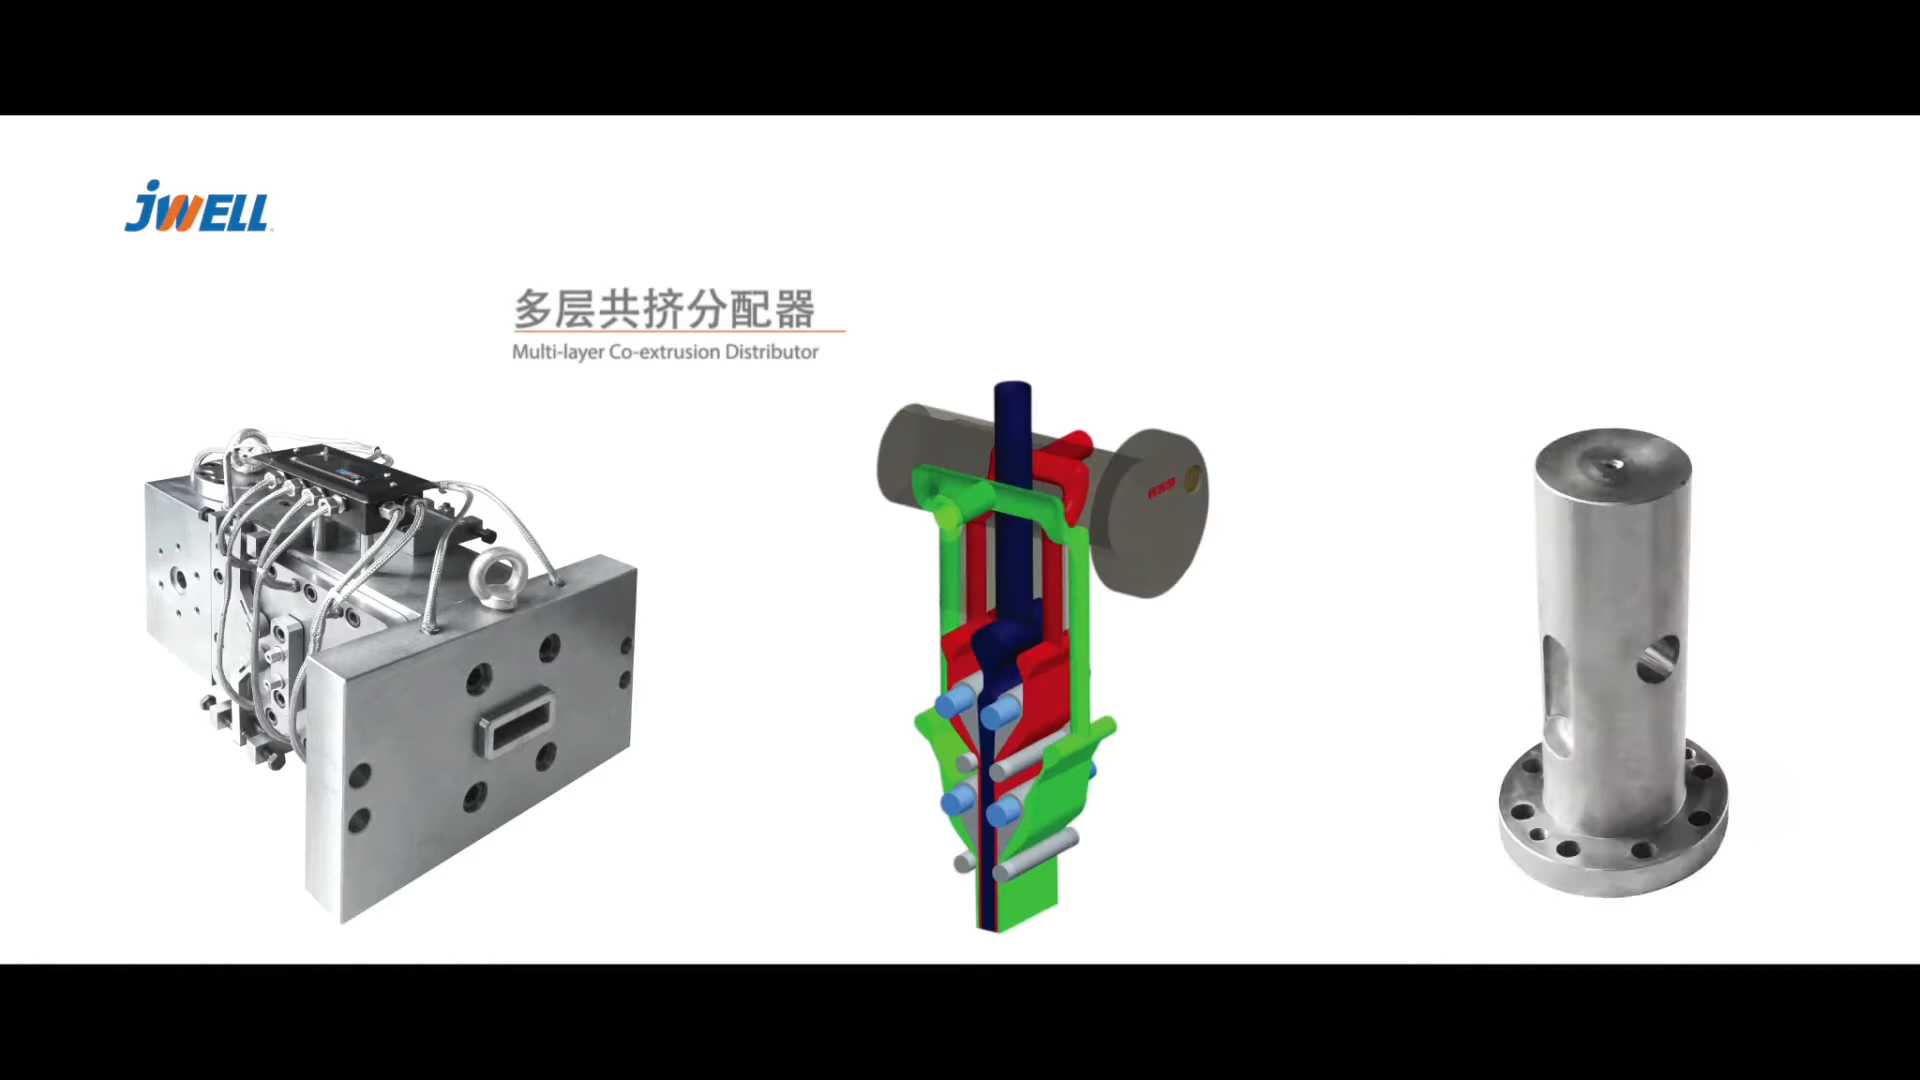 JWELL
多层共挤分配器
Multi-layer Co-extrusion Distributor